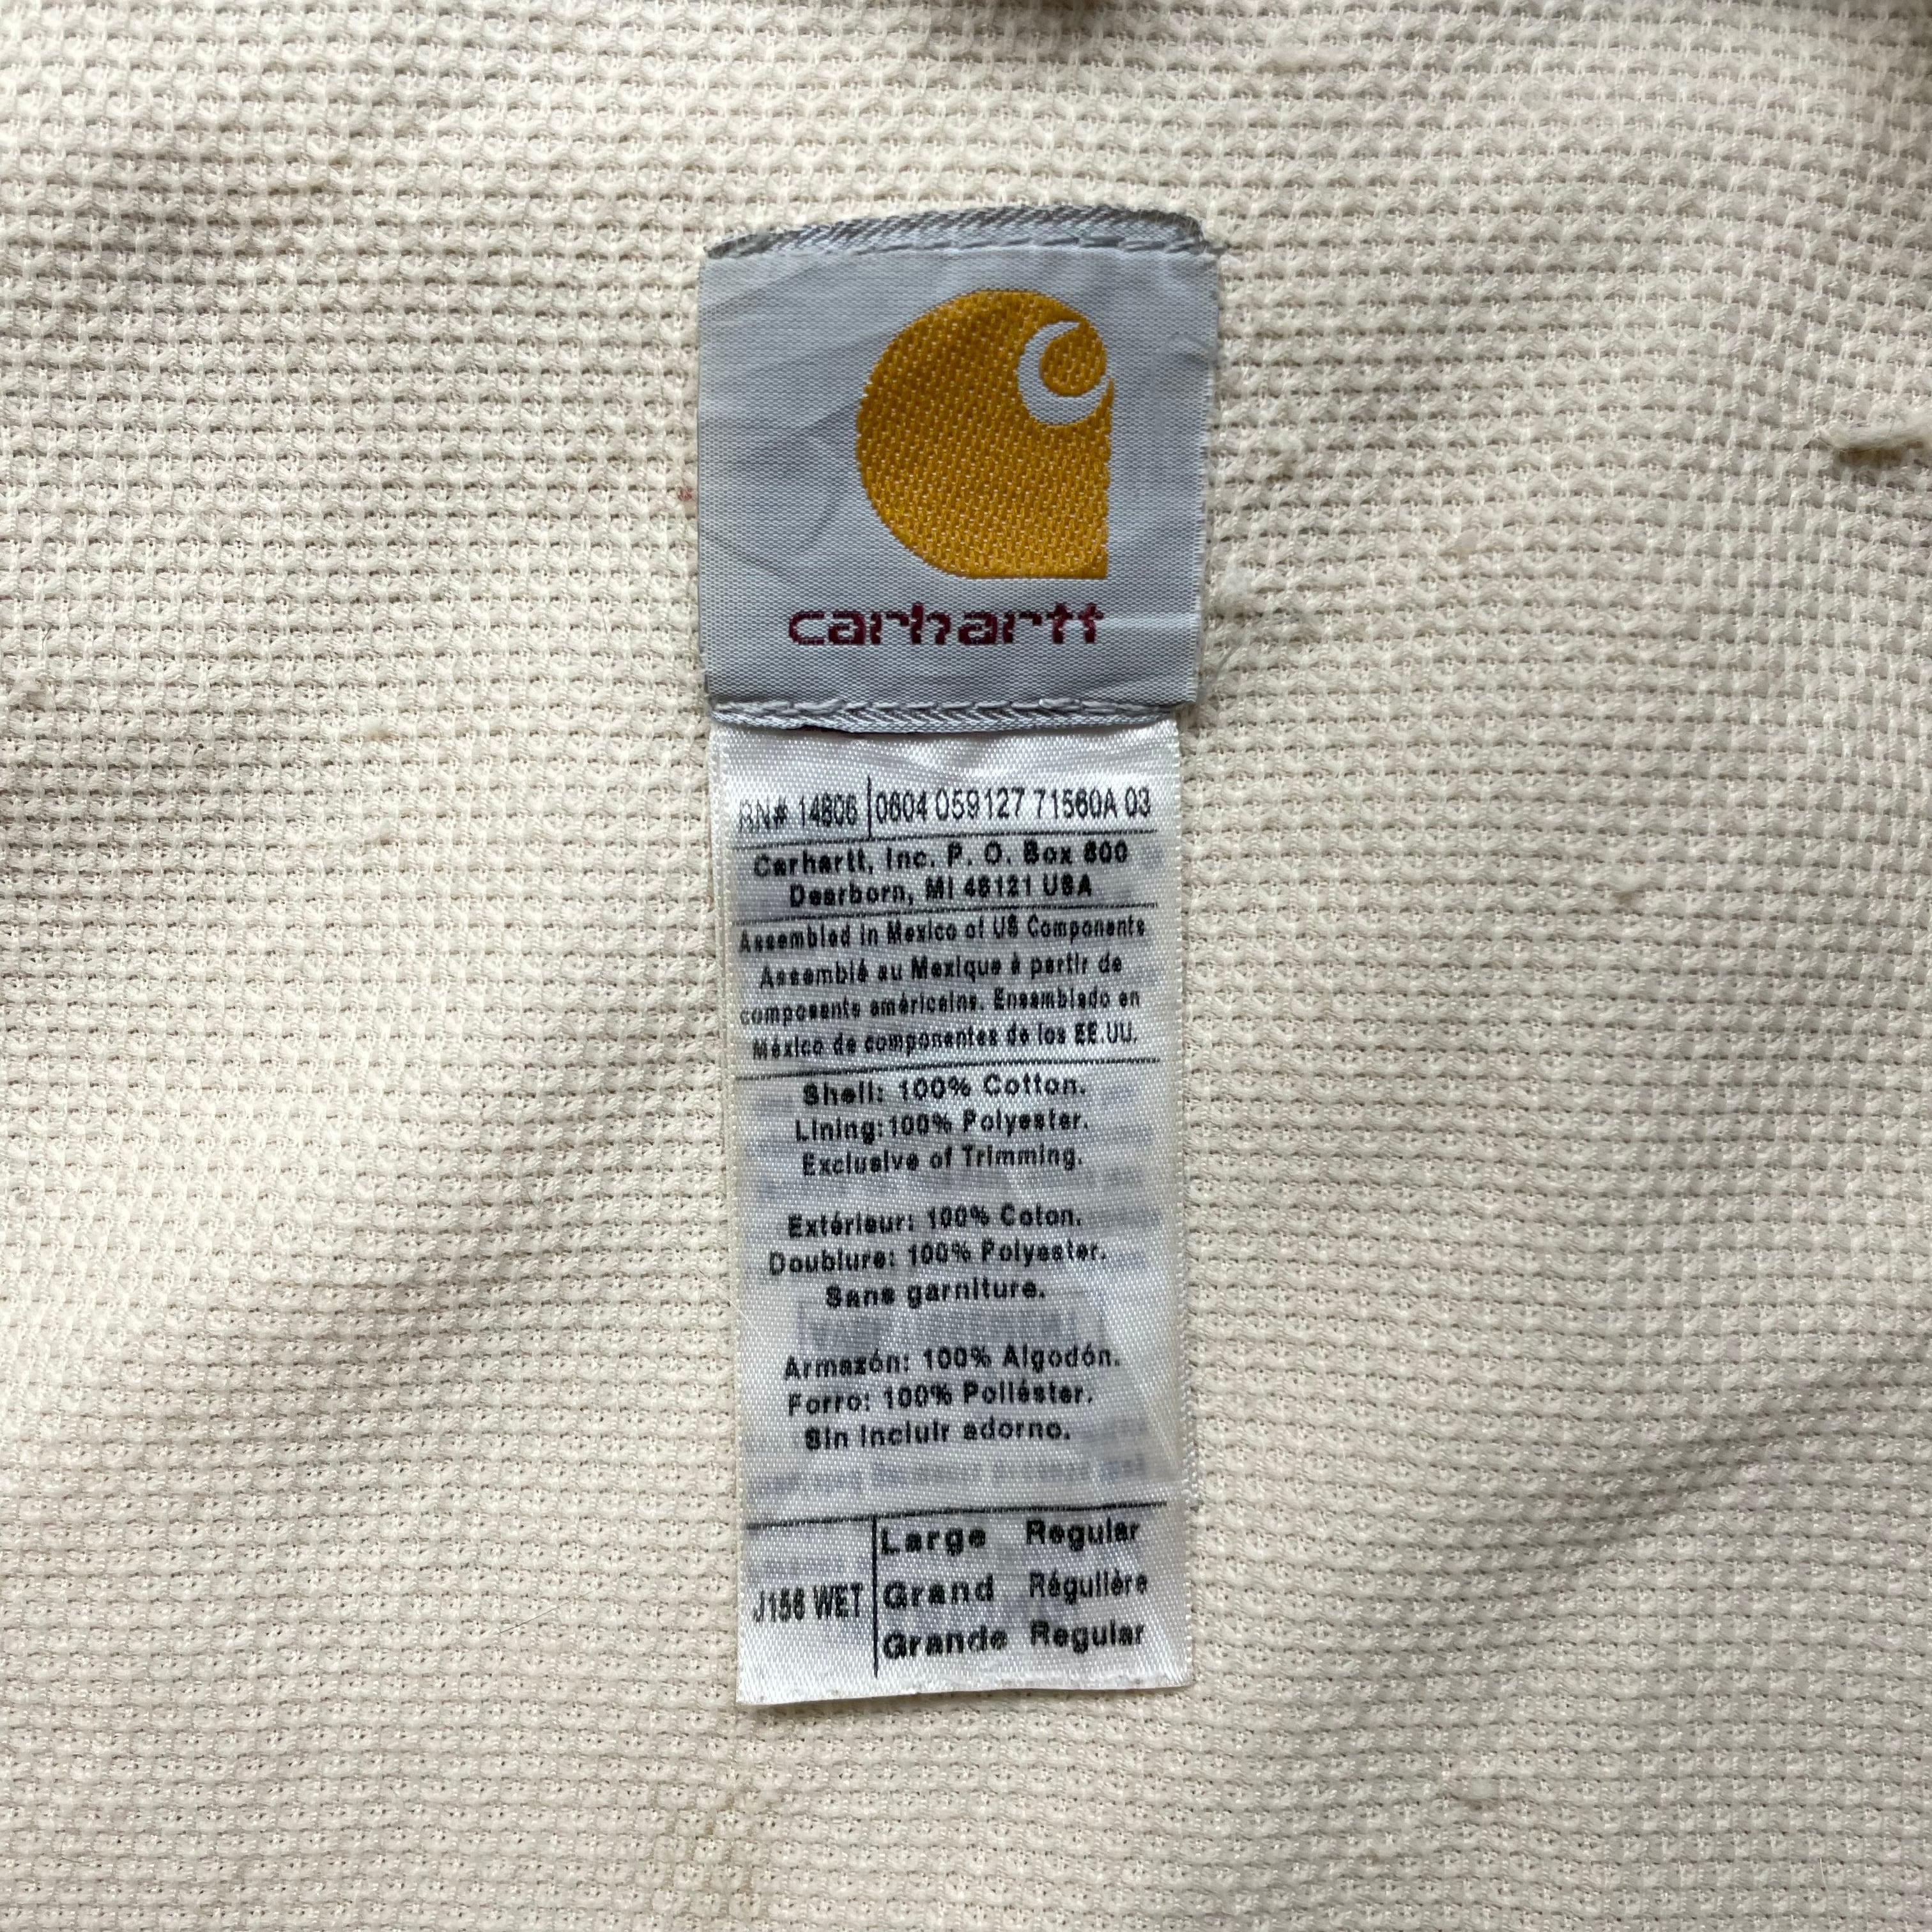 carhartt
RN# 14806 0604 059127 71560A 03
Carhartt, Inc. P. O. Box 600
Dearborn, MI 48121 USA
Assembled in Mexico of US Components
Assemblé au Mexique à partir de
composants américains. Ensamblado en
México de componentes de los EE.UU.
Shell: 100% Cotton.
Lining:100% Polyester.
Exclusive of Trimming.
Extérieur: 100% Coton.
Doublure: 100% Polyester.
Sans garniture.
Armazón: 100% Algodón.
Forro: 100% Poliéster.
Sin incluir adorno.
Large Regular
J156 WET Grand Régulière
Grande Regular